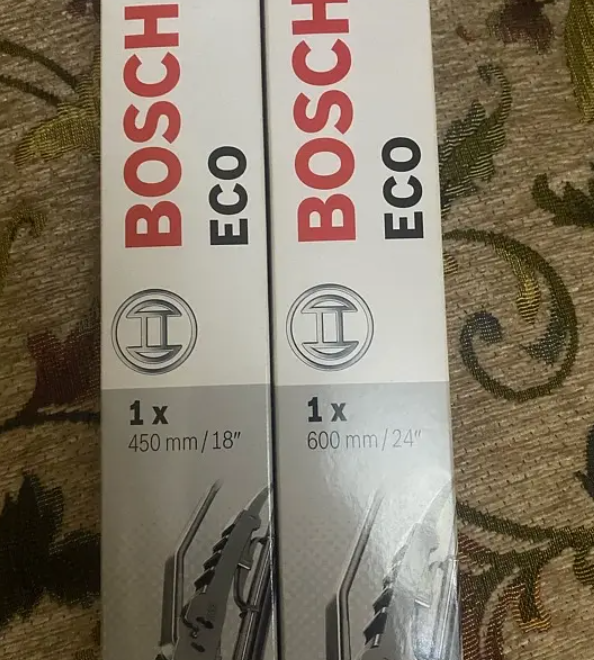 BOSCH
ECO
1 x
450 mm / 18"
BOSCH
ECO
1 x
600 mm / 24"